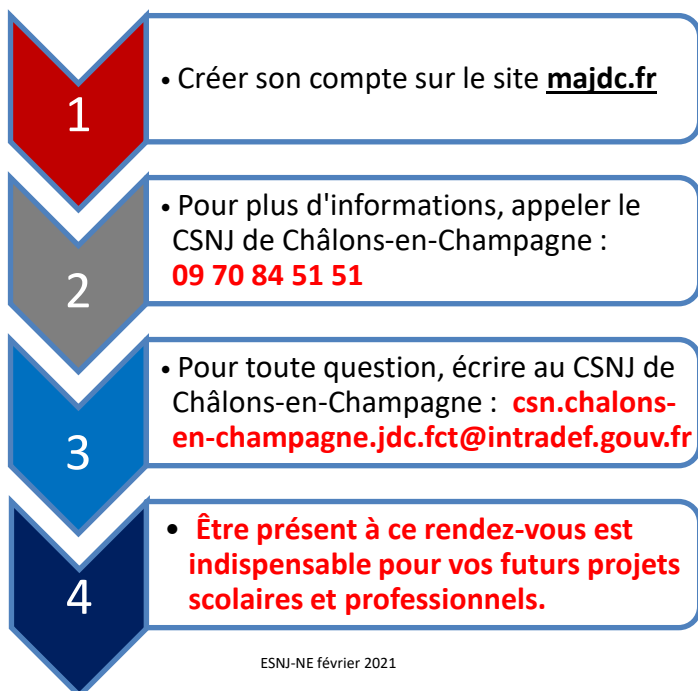 1
• Créer son compte sur le site majdc.fr
2
• Pour plus d'informations, appeler le
CSNJ de Châlons-en-Champagne :
09 70 84 51 51
3
• Pour toute question, écrire au CSNJ de
Châlons-en-Champagne : csn.chalons-
en-champagne.jdc.fct@intradef.gouv.fr
4
• Être présent à ce rendez-vous est
indispensable pour vos futurs projets
scolaires et professionnels.
ESNJ-NE février 2021